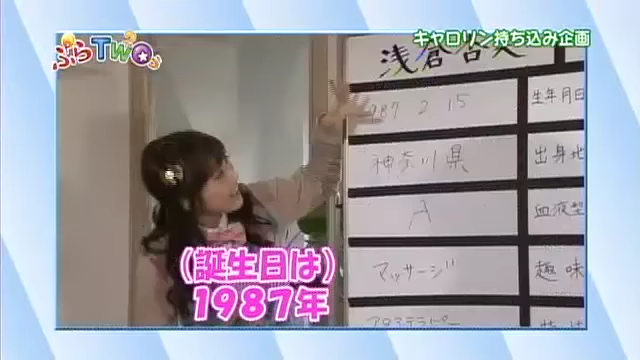 ぷらTWO。
キャロリン持ち込み企画
浅倉杏美
1987 2 15
生年月日
神奈川県
出身地
A
血液型
マッサージ
趣味
アロマテラピー
(誕生日は)
1987年